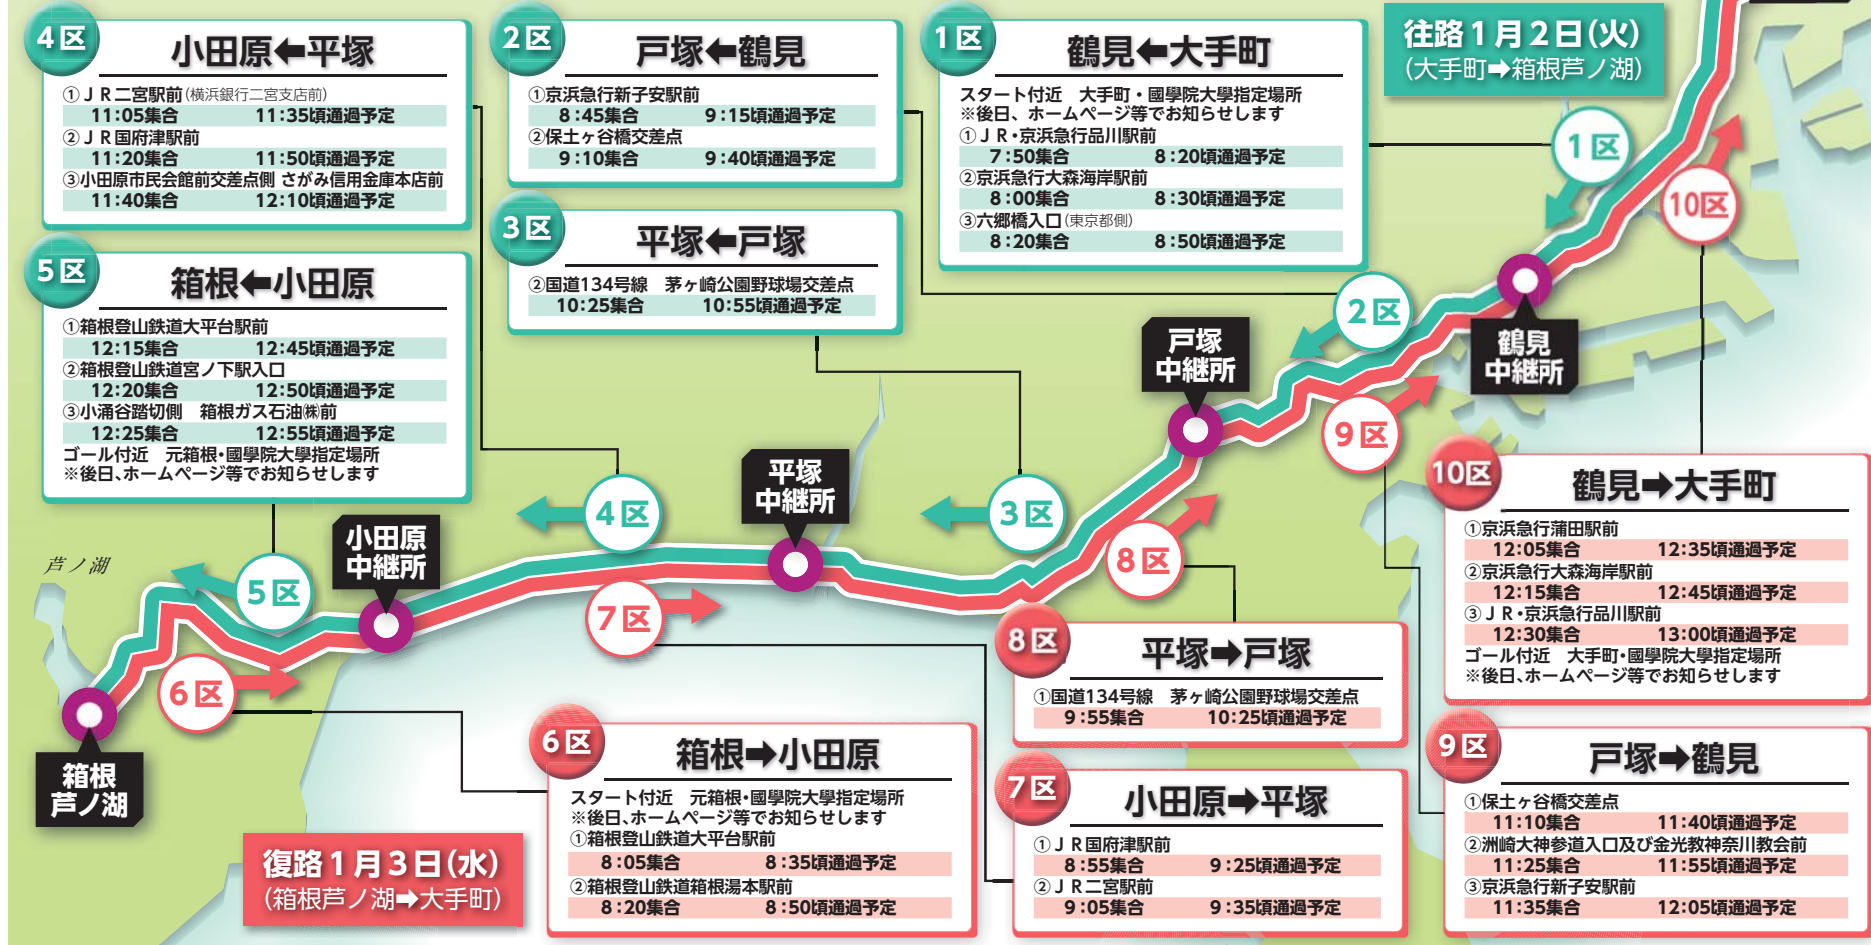 往路1月2日(火)
(大手町➡箱根芦ノ湖)
1区
鶴見⬅大手町
スタート付近　大手町・國學院大學指定場所
※後日、ホームページ等でお知らせします
①ＪＲ・京浜急行品川駅前
7:50集合　8:20頃通過予定
②京浜急行大森海岸駅前
8:00集合　8:30頃通過予定
③六郷橋入口(東京都側)
8:20集合　8:50頃通過予定
2区
戸塚⬅鶴見
①京浜急行新子安駅前
8:45集合　9:15頃通過予定
②保土ヶ谷橋交差点
9:10集合　9:40頃通過予定
3区
平塚⬅戸塚
②国道134号線　茅ヶ崎公園野球場交差点
10:25集合　10:55頃通過予定
4区
小田原⬅平塚
①ＪＲ二宮駅前(横浜銀行二宮支店前)
11:05集合　11:35頃通過予定
②ＪＲ国府津駅前
11:20集合　11:50頃通過予定
③小田原市民会館前交差点側 さがみ信用金庫本店前
11:40集合　12:10頃通過予定
5区
箱根⬅小田原
①箱根登山鉄道大平台駅前
12:15集合　12:45頃通過予定
②箱根登山鉄道宮ノ下駅入口
12:20集合　12:50頃通過予定
③小涌谷踏切側　箱根ガス石油㈱前
12:25集合　12:55頃通過予定
ゴール付近　元箱根・國學院大學指定場所
※後日、ホームページ等でお知らせします
1区
10区
2区
鶴見
中継所
戸塚
中継所
9区
3区
8区
平塚
中継所
4区
7区
小田原
中継所
5区
6区
芦ノ湖
箱根
芦ノ湖
復路1月3日(水)
(箱根芦ノ湖➡大手町)
6区
箱根➡小田原
スタート付近　元箱根・國學院大學指定場所
※後日、ホームページ等でお知らせします
①箱根登山鉄道大平台駅前
8:05集合　8:35頃通過予定
②箱根登山鉄道箱根湯本駅前
8:20集合　8:50頃通過予定
7区
小田原➡平塚
①ＪＲ国府津駅前
8:55集合　9:25頃通過予定
②ＪＲ二宮駅前
9:05集合　9:35頃通過予定
8区
平塚➡戸塚
①国道134号線　茅ヶ崎公園野球場交差点
9:55集合　10:25頃通過予定
9区
戸塚➡鶴見
①保土ヶ谷橋交差点
11:10集合　11:40頃通過予定
②洲崎大神参道入口及び金光教神奈川教会前
11:25集合　11:55頃通過予定
③京浜急行新子安駅前
11:35集合　12:05頃通過予定
10区
鶴見➡大手町
①京浜急行蒲田駅前
12:05集合　12:35頃通過予定
②京浜急行大森海岸駅前
12:15集合　12:45頃通過予定
③ＪＲ・京浜急行品川駅前
12:30集合　13:00頃通過予定
ゴール付近　大手町・國學院大學指定場所
※後日、ホームページ等でお知らせします